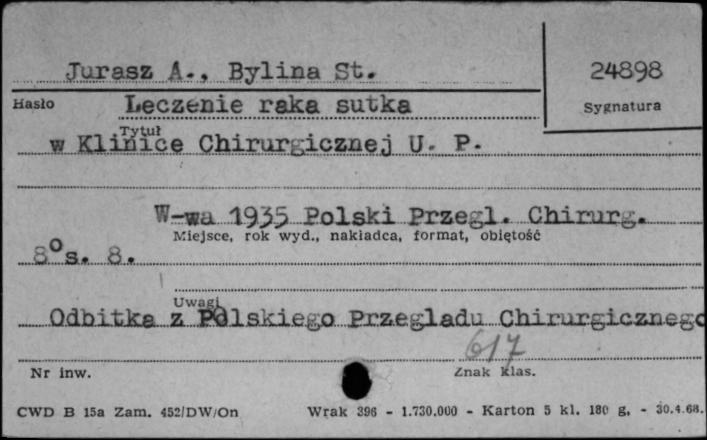 Jurasz A., Bylina St.
24898
Hasło
Leczenie raka sutka
Sygnatura
Tytuł
w Klinice Chirurgicznej U. P.
W-wa 1935 Polski Przegl. Chirurg.
Miejsce, rok wyd., nakładca, format, objętość
8° s. 8.
Uwagi
Odbitka z Polskiego Przegladu Chirurgicznego
617
Nr inw.
Znak klas.
CWD B 15a Zam. 452/DW/On
Wrak 396 - 1.730.000 - Karton 5 kl. 180 g. - 30.4.68.